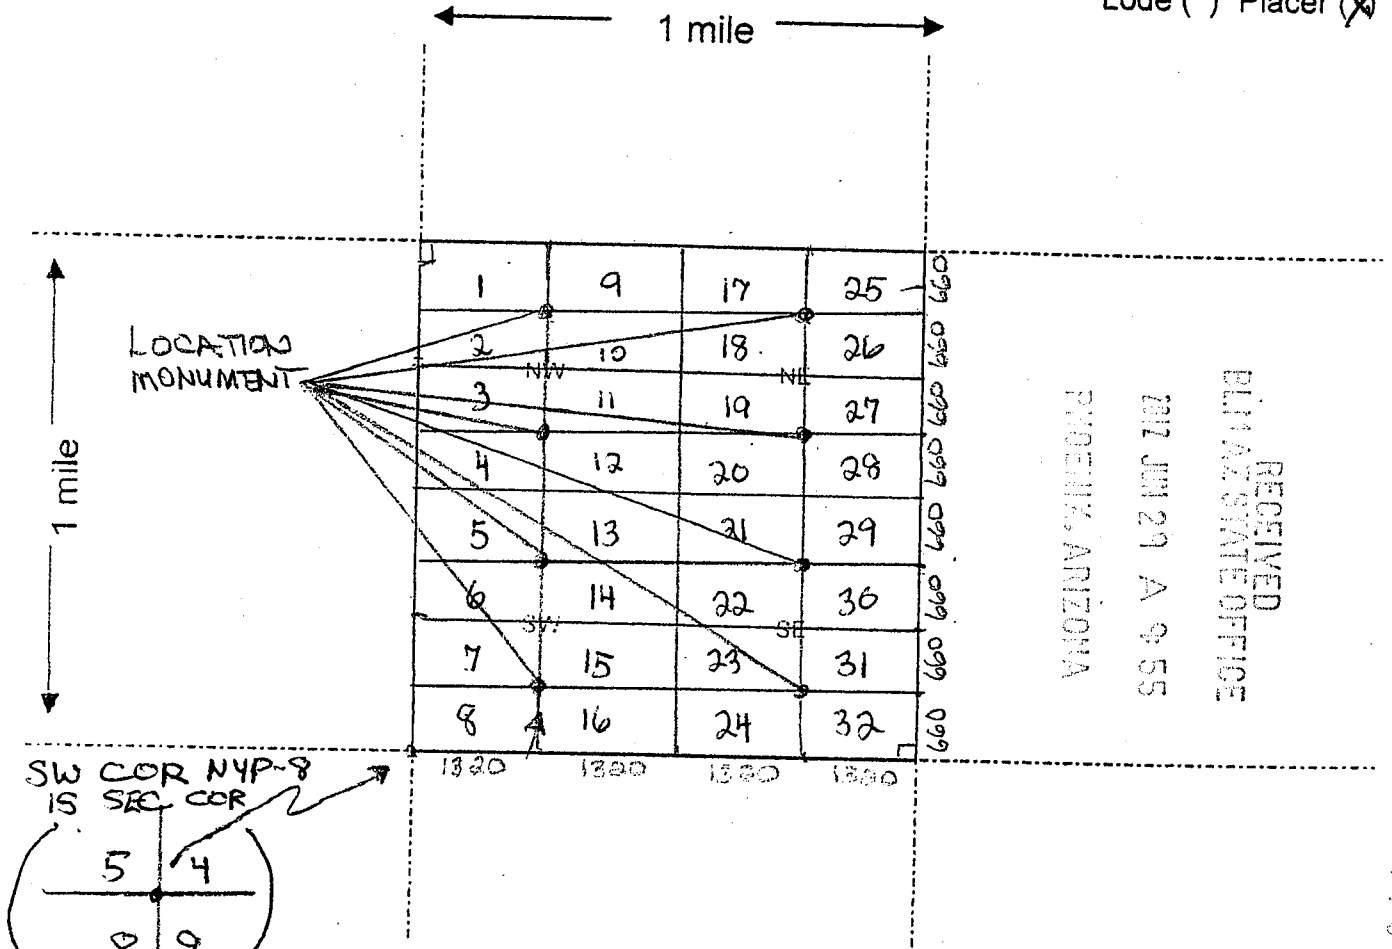 Lode ( ) Placer (X)
1 mile
1 mile
LOCATION
MONUMENT
1 9 17 25
2 10 18 26
NW NE
3 11 19 27
4 12 20 28
5 13 21 29
6 14 22 30
SW SE
7 15 23 31
8 16 24 32
660
660
660
660
660
660
660
660
1320 1320 1320 1320
SW COR NYP-8
IS SEC COR
5 4
8 9
RECEIVED
BLM AZ STATE OFFICE
2012 JUN 29 A 9:55
PHOENIX, ARIZONA